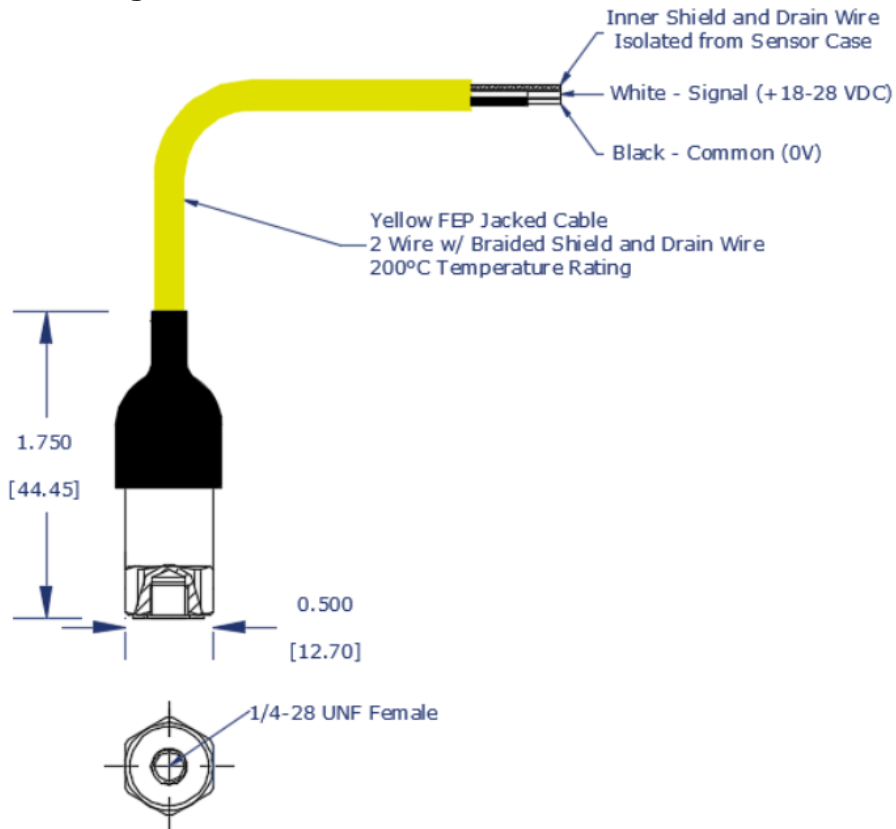 Inner Shield and Drain Wire
Isolated from Sensor Case
White - Signal (+18-28 VDC)
Black - Common (0V)
Yellow FEP Jacked Cable
2 Wire w/ Braided Shield and Drain Wire
200ºC Temperature Rating
1.750
[44.45]
0.500
[12.70]
1/4-28 UNF Female